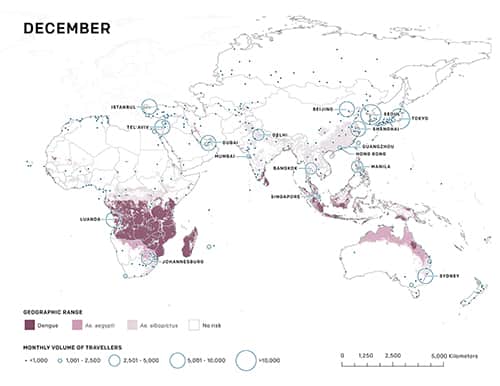 DECEMBER
ISTANBUL
BEIJING
SEOUL
TOKYO
TEL AVIV
SHANGHAI
DUBAI
DELHI
GUANGZHOU
HONG KONG
MUMBAI
BANGKOK
MANILA
SINGAPORE
LUANDA
JOHANNESBURG
SYDNEY
GEOGRAPHIC RANGE
Dengue Ae. aegypti Ae. albopictus No risk
MONTHLY VOLUME OF TRAVELLERS
<1,000 1,001 - 2,500 2,501 - 5,000 5,001 - 10,000 >10,000
0 1,250 2,500 5,000 Kilometers